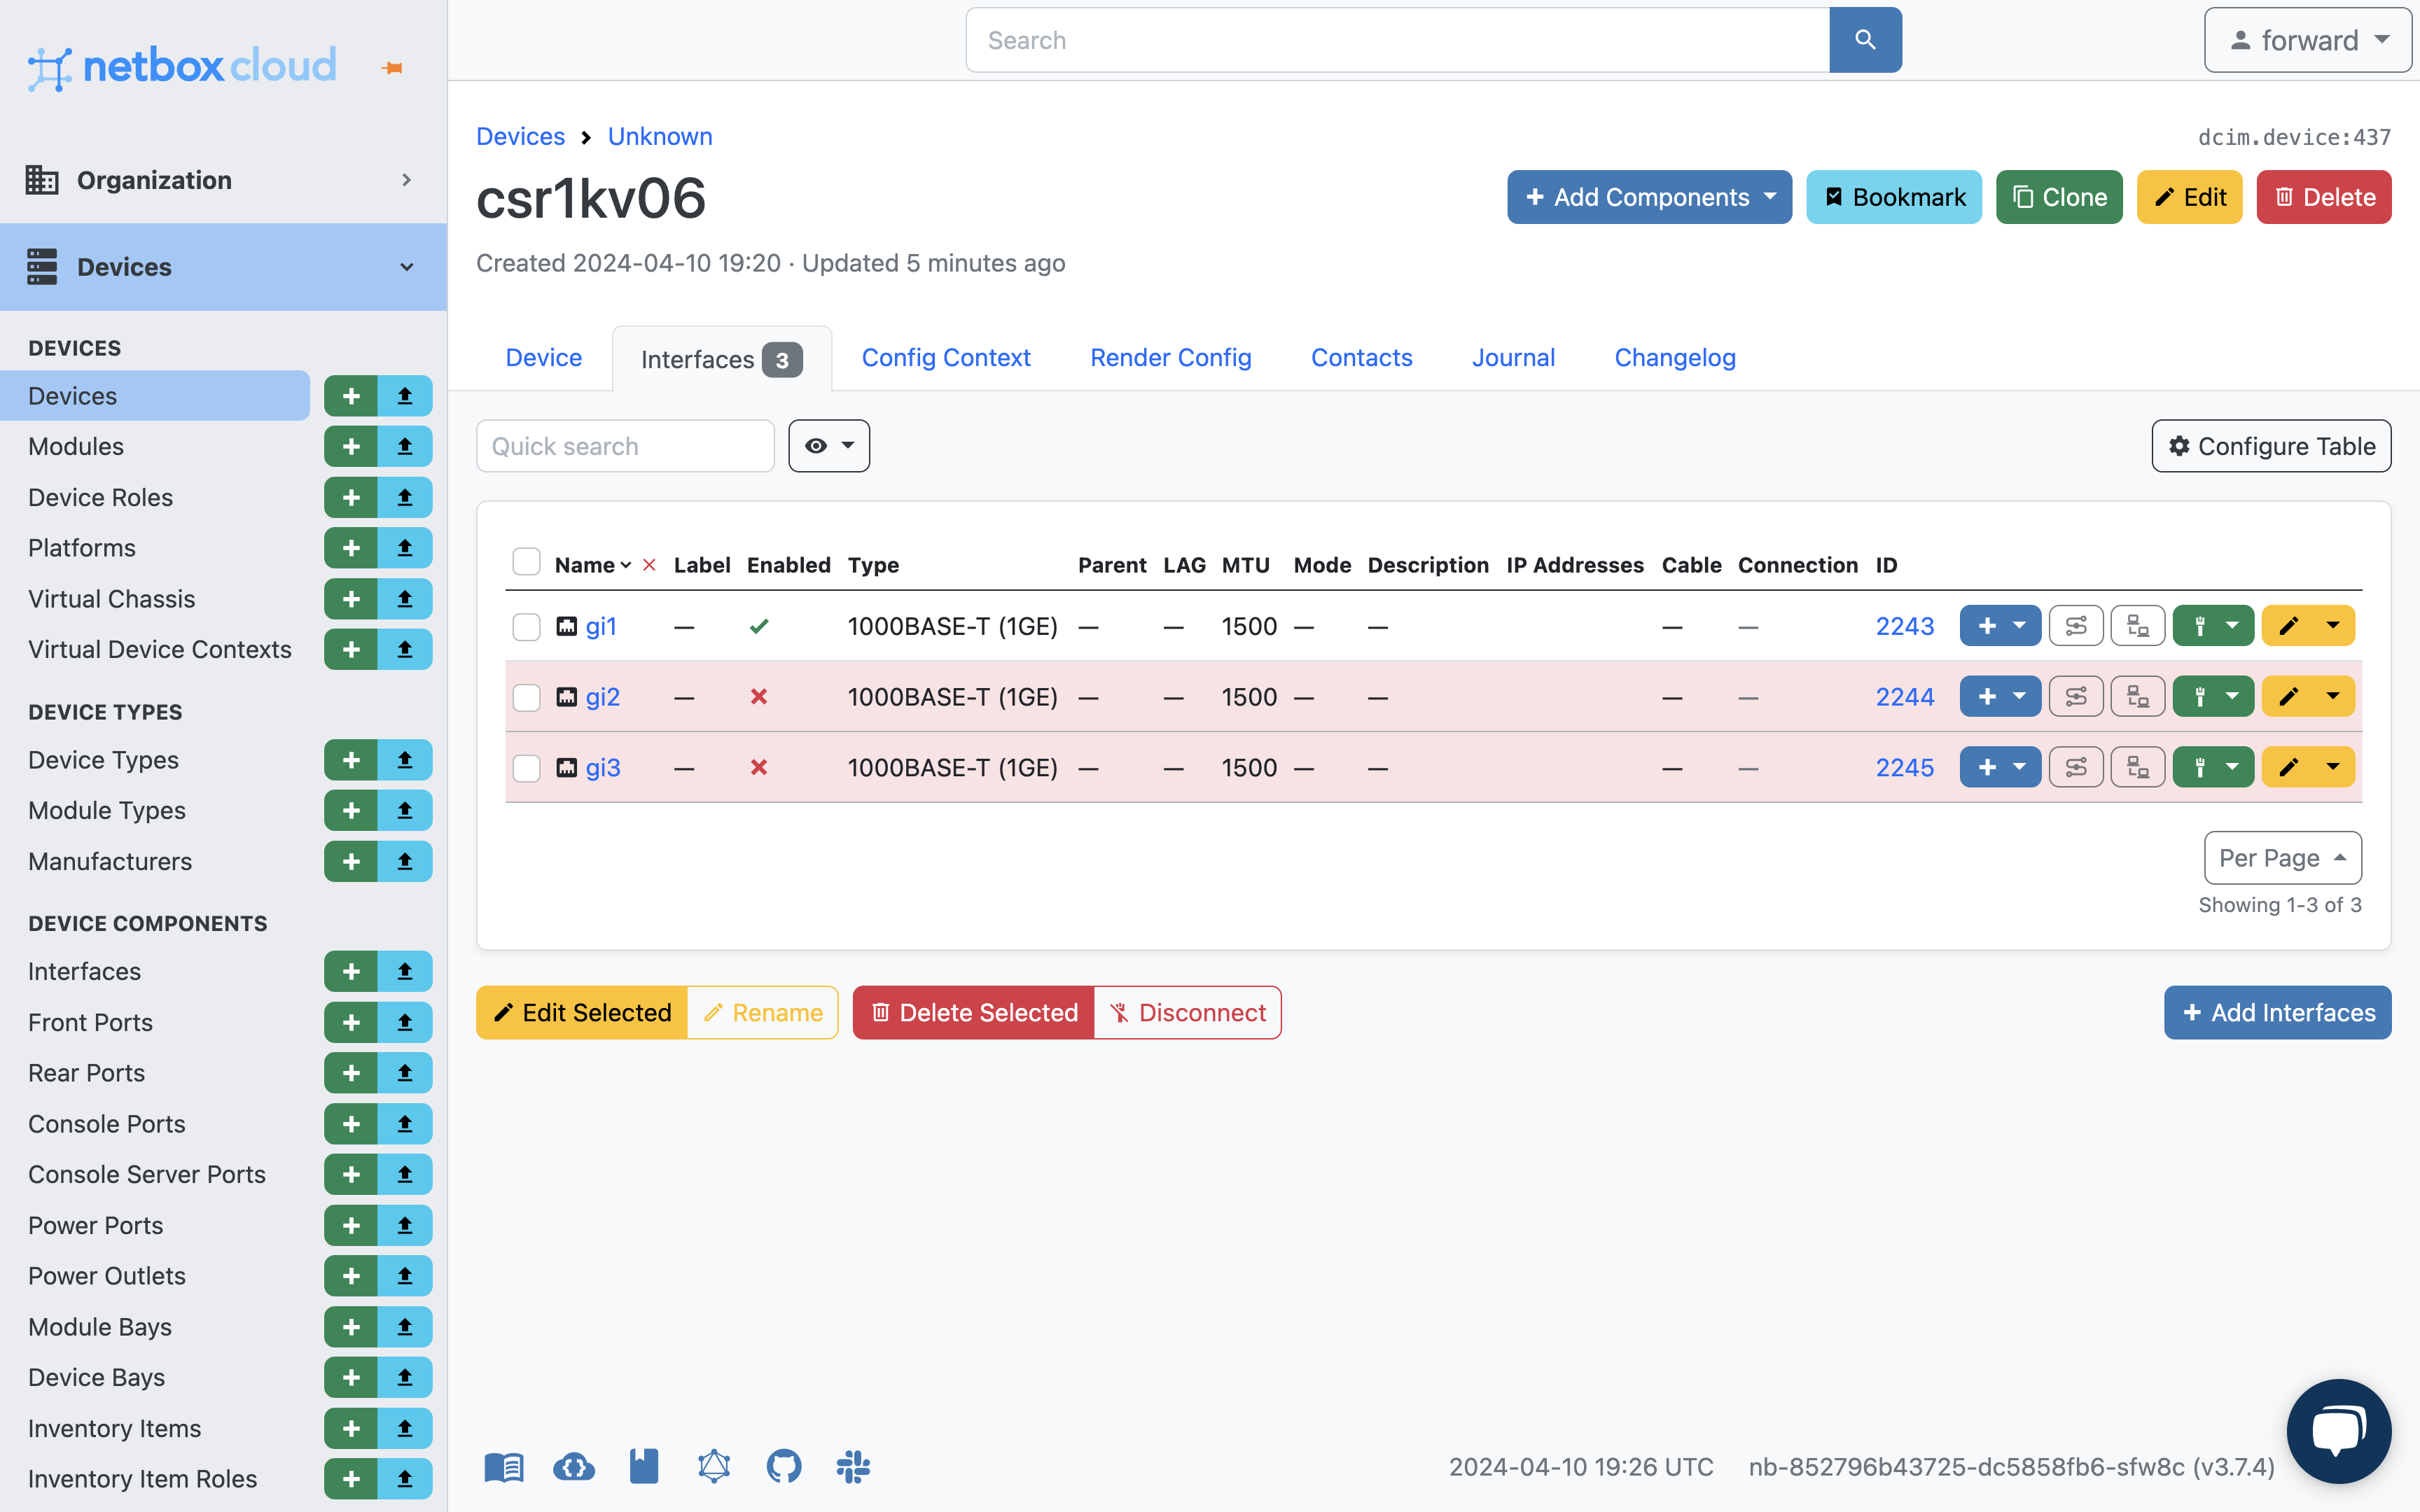 netbox cloud
Search
forward
Organization
Devices
DEVICES
Devices
Modules
Device Roles
Platforms
Virtual Chassis
Virtual Device Contexts
DEVICE TYPES
Device Types
Module Types
Manufacturers
DEVICE COMPONENTS
Interfaces
Front Ports
Rear Ports
Console Ports
Console Server Ports
Power Ports
Power Outlets
Module Bays
Device Bays
Inventory Items
Inventory Item Roles
Devices > Unknown
dcim.device:437
csr1kv06
+ Add Components Bookmark Clone Edit Delete
Created 2024-04-10 19:20 · Updated 5 minutes ago
Device Interfaces 3 Config Context Render Config Contacts Journal Changelog
Quick search
Configure Table
Name Label Enabled Type Parent LAG MTU Mode Description IP Addresses Cable Connection ID
gi1 — 1000BASE-T (1GE) — — 1500 — — — — 2243
gi2 — 1000BASE-T (1GE) — — 1500 — — — — 2244
gi3 — 1000BASE-T (1GE) — — 1500 — — — — 2245
Per Page
Showing 1-3 of 3
Edit Selected Rename Delete Selected Disconnect
+ Add Interfaces
2024-04-10 19:26 UTC nb-852796b43725-dc5858fb6-sfw8c (v3.7.4)